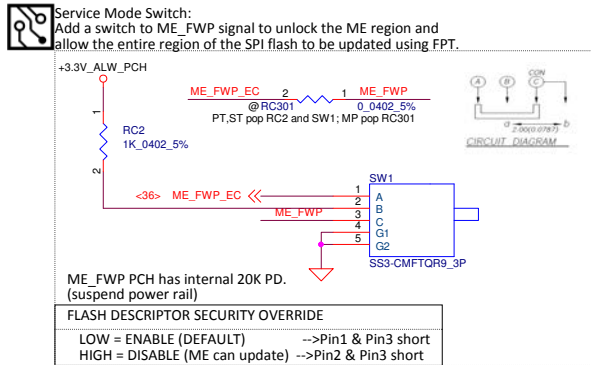 Service Mode Switch:
Add a switch to ME_FWP signal to unlock the ME region and
allow the entire region of the SPI flash to be updated using FPT.
+3.3V_ALW_PCH
ME_FWP_EC 2 1 ME_FWP
@ RC301 0_0402_5%
PT,ST pop RC2 and SW1; MP pop RC301
CON
A B C
a b
2.00(0.0787)
CIRCUIT DIAGRAM
1
RC2
1K_0402_5%
2
SW1
<36> ME_FWP_EC 1 A
2 B
ME_FWP 3 C
4 G1
5 G2
SS3-CMFTQR9_3P
ME_FWP PCH has internal 20K PD.
(suspend power rail)
FLASH DESCRIPTOR SECURITY OVERRIDE
LOW = ENABLE (DEFAULT) -->Pin1 & Pin3 short
HIGH = DISABLE (ME can update) -->Pin2 & Pin3 short